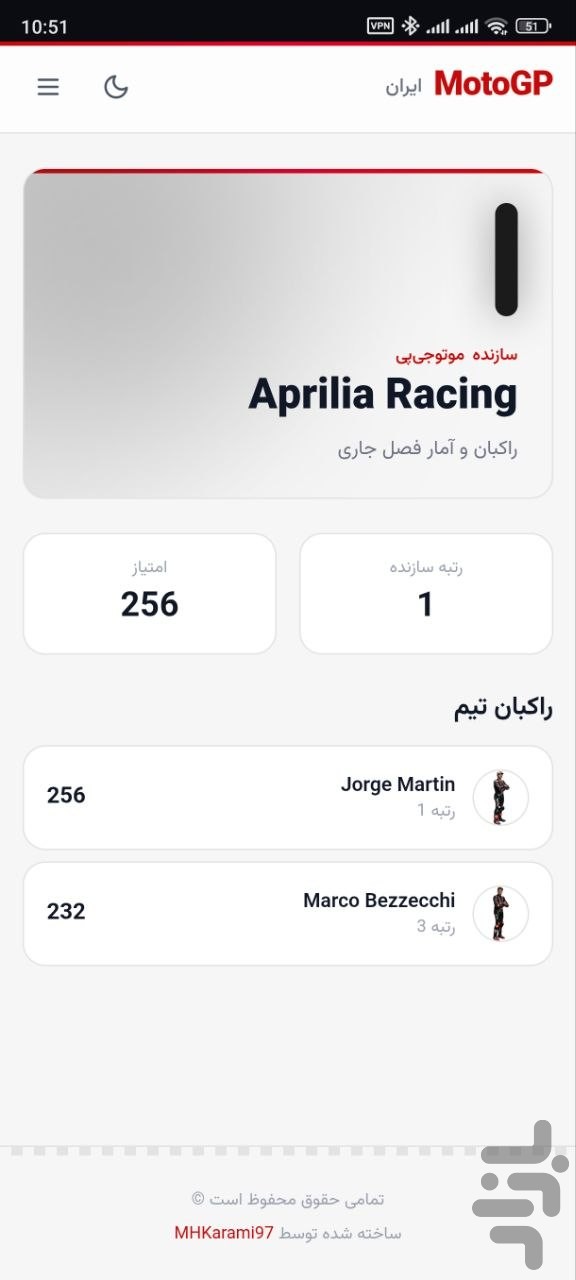 10:51 VPN 51
MotoGP ایران
سازنده موتوجی‌پی
Aprilia Racing
راکبان و آمار فصل جاری
رتبه سازنده
1
امتیاز
256
راکبان تیم
Jorge Martin
رتبه 1
256
Marco Bezzecchi
رتبه 3
232
تمامی حقوق محفوظ است ©
ساخته شده توسط MHKarami97